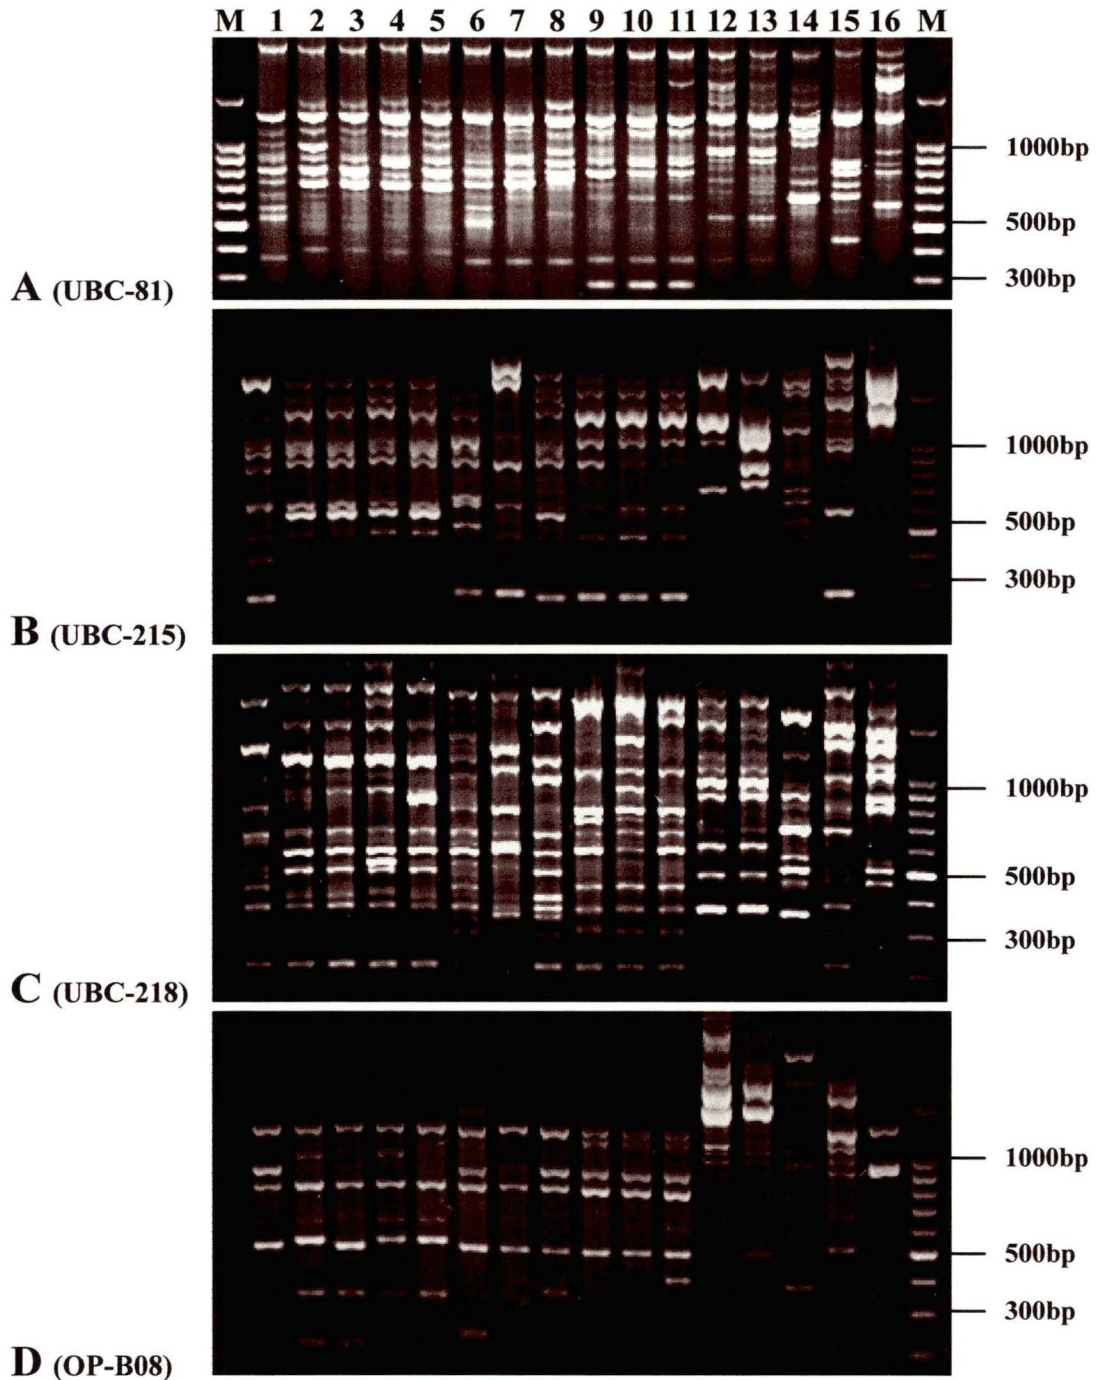 M 1 2 3 4 5 6 7 8 9 10 11 12 13 14 15 16 M
1000bp
500bp
300bp
A (UBC-81)
1000bp
500bp
300bp
B (UBC-215)
1000bp
500bp
300bp
C (UBC-218)
1000bp
500bp
300bp
D (OP-B08)